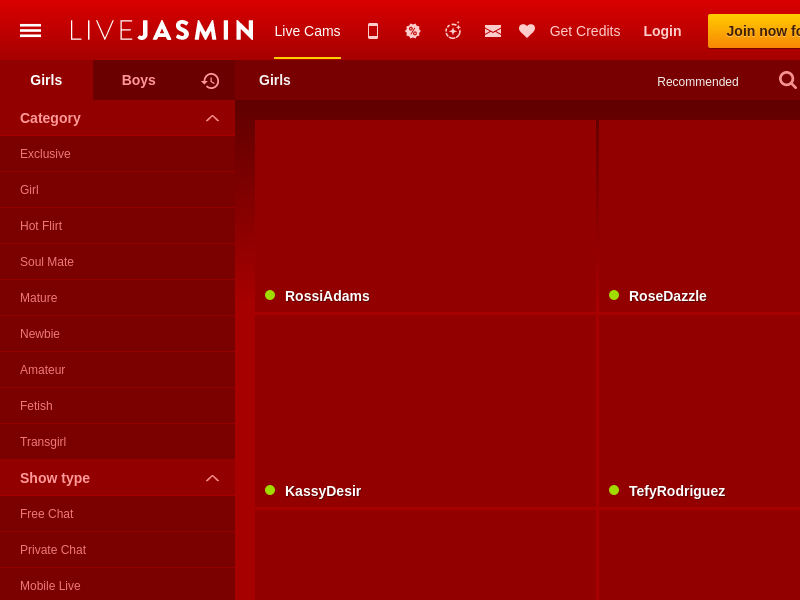 LIVEJASMIN
Live Cams
Get Credits
Login
Join now fo
Girls
Boys
Girls
Recommended
Category
Exclusive
Girl
Hot Flirt
Soul Mate
Mature
Newbie
Amateur
Fetish
Transgirl
Show type
Free Chat
Private Chat
Mobile Live
RossiAdams
RoseDazzle
KassyDesir
TefyRodriguez